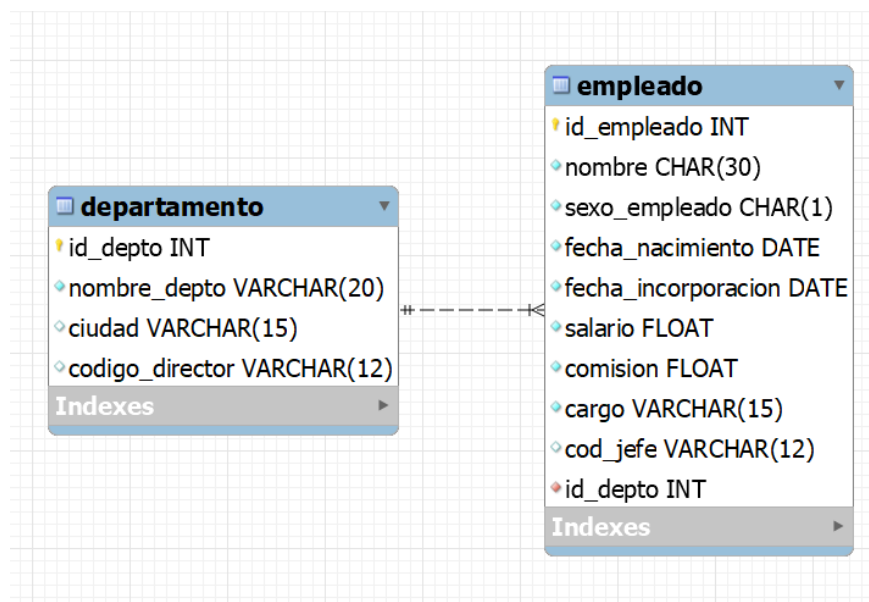 departamento
id_depto INT
nombre_depto VARCHAR(20)
ciudad VARCHAR(15)
codigo_director VARCHAR(12)
Indexes
empleado
id_empleado INT
nombre CHAR(30)
sexo_empleado CHAR(1)
fecha_nacimiento DATE
fecha_incorporacion DATE
salario FLOAT
comision FLOAT
cargo VARCHAR(15)
cod_jefe VARCHAR(12)
id_depto INT
Indexes